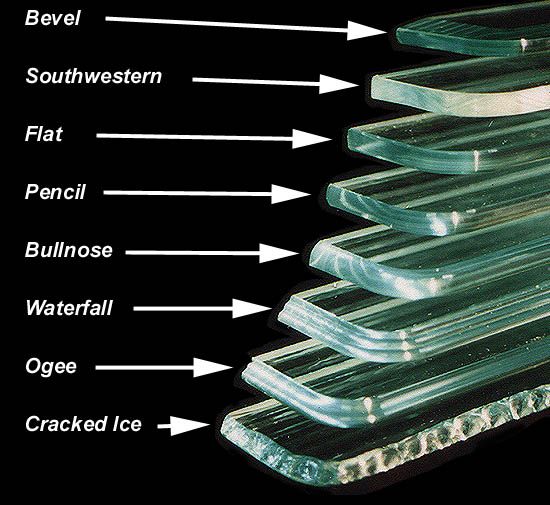 Bevel
Southwestern
Flat
Pencil
Bullnose
Waterfall
Ogee
Cracked Ice